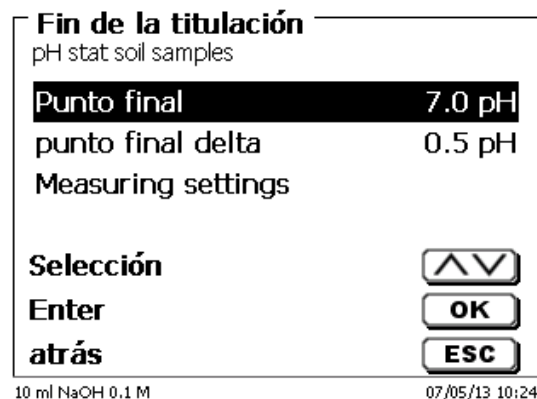 Fin de la titulación
pH stat soil samples
Punto final 7.0 pH
punto final delta 0.5 pH
Measuring settings
Selección
Enter OK
atrás ESC
10 ml NaOH 0.1 M 07/05/13 10:24